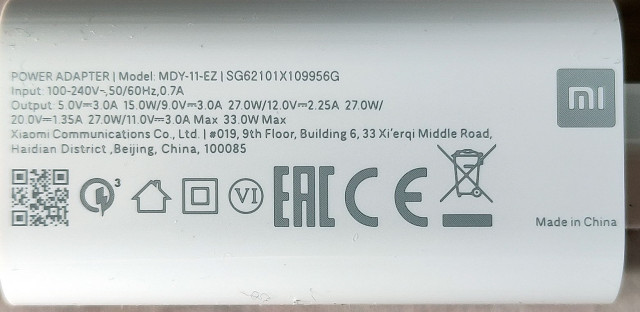 POWER ADAPTER | Model: MDY-11-EZ | SG62101X109956G
Input: 100-240V~,50/60Hz,0.7A
Output: 5.0V⎓3.0A 15.0W/9.0V⎓3.0A 27.0W/12.0V⎓2.25A 27.0W/
20.0V⎓1.35A 27.0W/11.0V⎓3.0A Max 33.0W Max
Xiaomi Communications Co., Ltd. | #019, 9th Floor, Building 6, 33 Xi'erqi Middle Road,
Haidian District ,Beijing, China, 100085
mi
3
VI
EAC
CE
Made in China